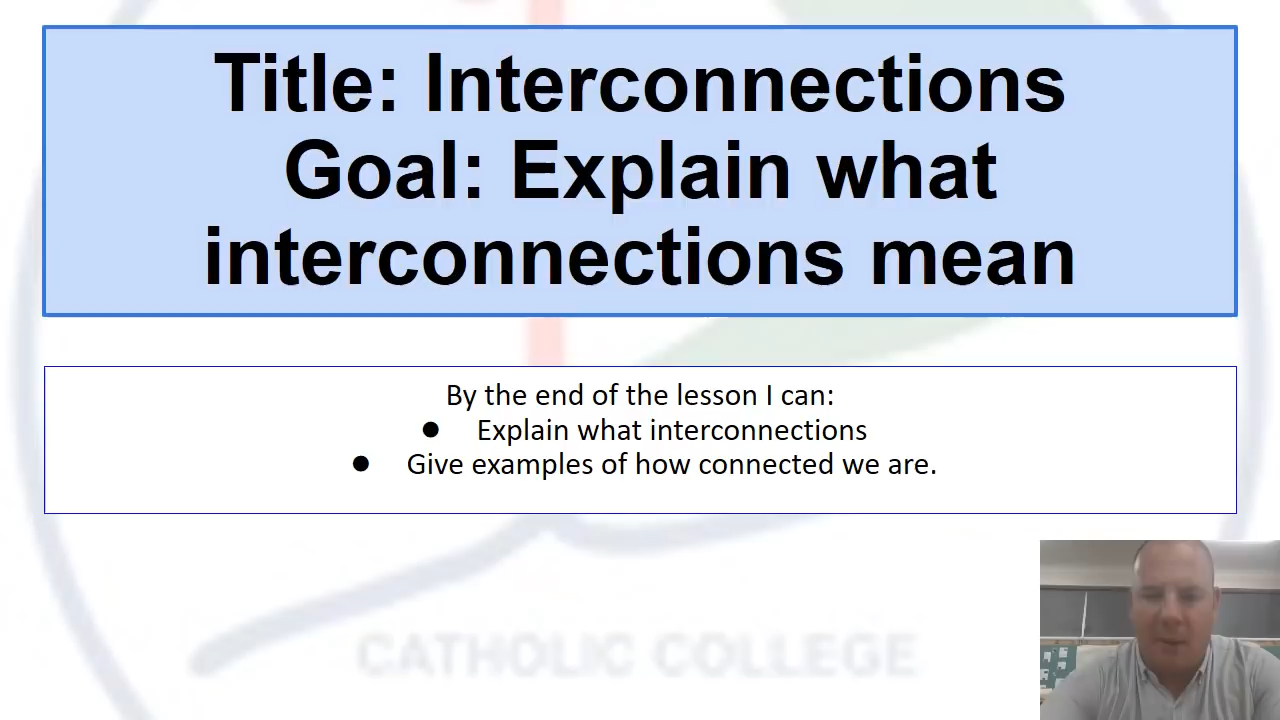 Title: Interconnections
Goal: Explain what
interconnections mean
By the end of the lesson I can:
● Explain what interconnections
● Give examples of how connected we are.
CATHOLIC COLLEGE